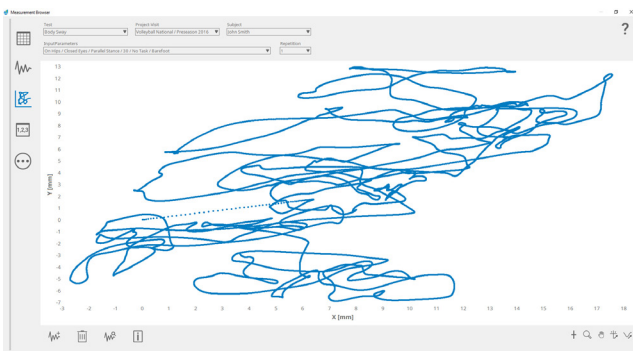 Measurement Browser
Test Project Visit Subject
Body Sway Volleyball National / Preseason 2016 John Smith
Input/Parameters Repetition
On Hips / Closed Eyes / Parallel Stance / SE / No Task / Barefoot 1
?
1,2,3
13
12
11
10
9
8
7
6
5
4
3
2
1
0
-1
-2
-3
-4
-5
-6
-7
Y [mm]
-3 -2 -1 0 1 2 3 4 5 6 7 8 9 10 11 12 13 14 15 16 17 18
X [mm]